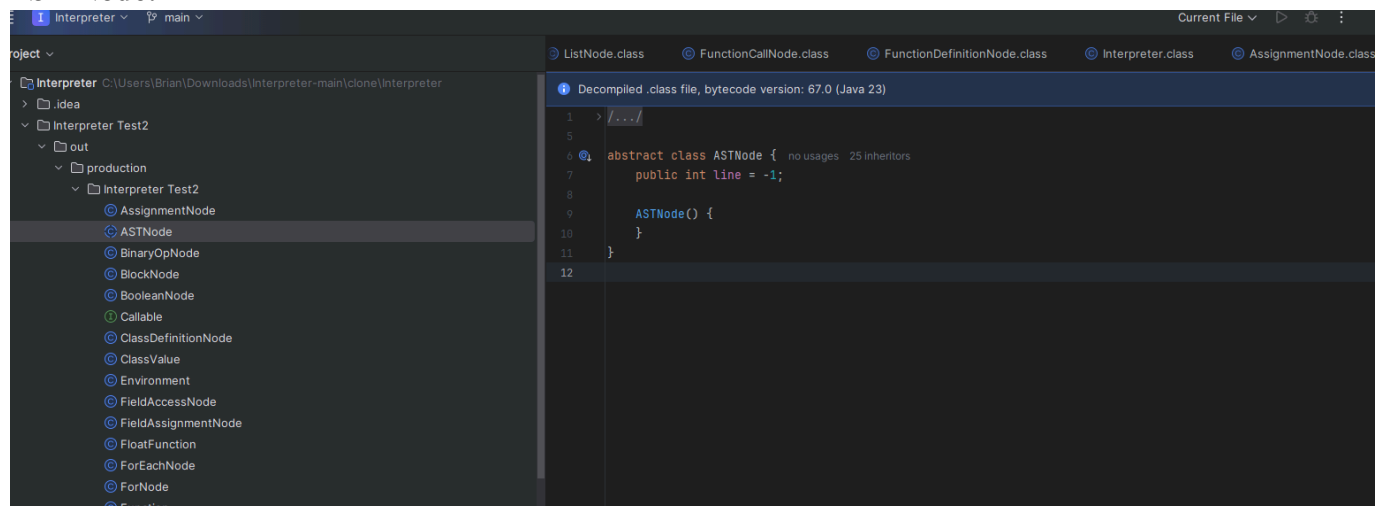 Interpreter main Current File
roject
Interpreter C:\Users\Brian\Downloads\Interpreter-main\clone\Interpreter
.idea
Interpreter Test2
out
production
Interpreter Test2
AssignmentNode
ASTNode
BinaryOpNode
BlockNode
BooleanNode
Callable
ClassDefinitionNode
ClassValue
Environment
FieldAccessNode
FieldAssignmentNode
FloatFunction
ForEachNode
ForNode
ListNode.class FunctionCallNode.class FunctionDefinitionNode.class Interpreter.class AssignmentNode.class
Decompiled .class file, bytecode version: 67.0 (Java 23)
1 /.../
5
6 abstract class ASTNode { no usages 25 inheritors
7 public int line = -1;
8
9 ASTNode() {
10 }
11 }
12